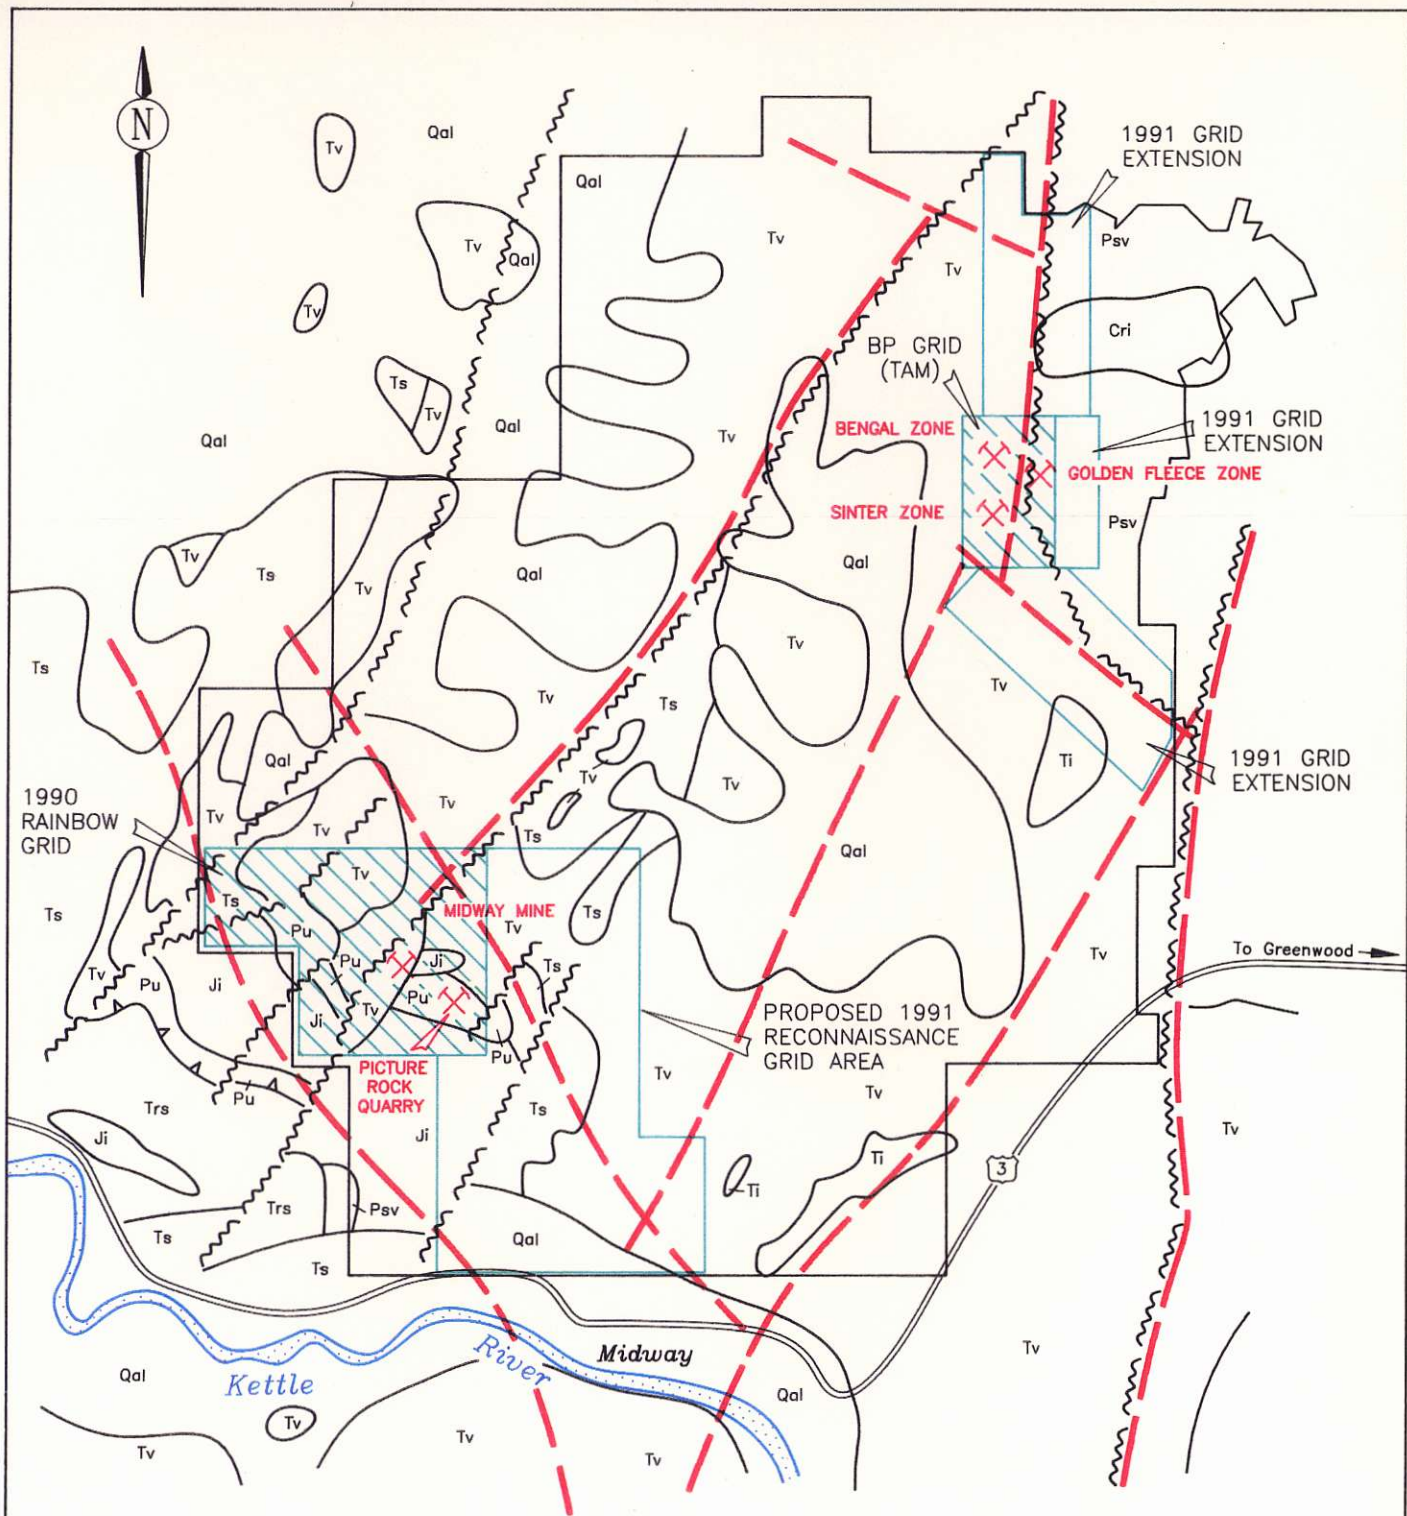 N
Qal
Tv
Qal
1991 GRID
EXTENSION
Tv
Qal
Tv
Tv
Psv
Tv
Cri
BP GRID
(TAM)
Ts
Tv
Qal
Qal
Tv
BENGAL ZONE
1991 GRID
EXTENSION
GOLDEN FLEECE ZONE
SINTER ZONE
Psv
Tv
Ts
Tv
Qal
Qal
Ts
Tv
Tv
Ts
Tv
Qal
Ti
1991 GRID
EXTENSION
Tv
Tv
1990
RAINBOW
GRID
Tv
Tv
Tv
Ts
Qal
Tv
Ts
Ts
MIDWAY MINE
Ts
Tv
Pu
Tv
To Greenwood
Tv
Pu
Ji
Pu
Ji
Ts
Pu
Tv
Ji
PROPOSED 1991
RECONNAISSANCE
GRID AREA
Pu
PICTURE
ROCK
QUARRY
Tv
Tv
Pu
Trs
Ts
Ji
Ji
Tv
Ti
3
Ti
Trs
Psv
Ts
Qal
Ts
Midway
Tv
River
Kettle
Qal
Qal
Tv
Tv
Tv
Tv